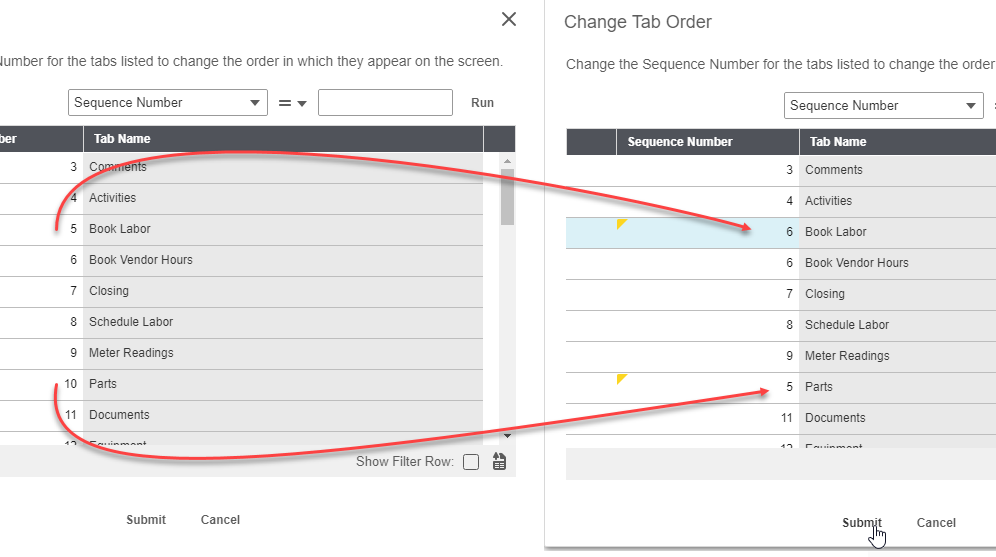 umber for the tabs listed to change the order in which they appear on the screen.
Sequence Number = Run
ber Tab Name
3 Comments
4 Activities
5 Book Labor
6 Book Vendor Hours
7 Closing
8 Schedule Labor
9 Meter Readings
10 Parts
11 Documents
12 Equipment
Show Filter Row:
Submit Cancel
Change Tab Order
Change the Sequence Number for the tabs listed to change the order
Sequence Number
Sequence Number Tab Name
3 Comments
4 Activities
6 Book Labor
6 Book Vendor Hours
7 Closing
8 Schedule Labor
9 Meter Readings
5 Parts
11 Documents
12 Equipment
Submit Cancel